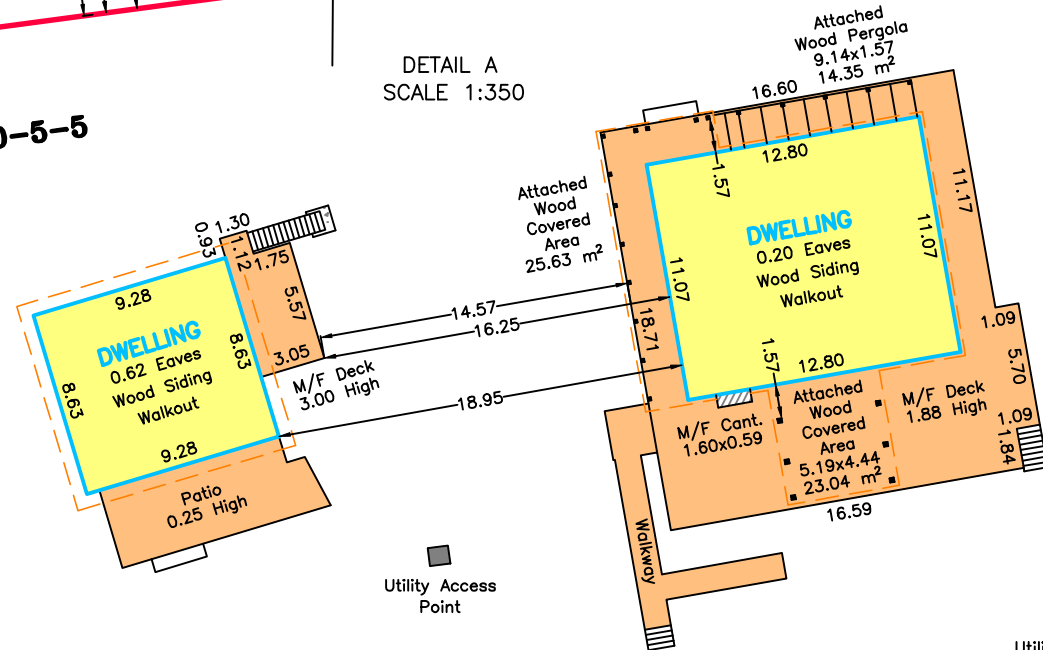 DETAIL A
SCALE 1:350
0-5-5
Attached
Wood Pergola
9.14x1.57
14.35 m²
16.60
12.80
1.57
11.17
Attached
Wood
Covered
Area
25.63 m²
DWELLING
0.20 Eaves
Wood Siding
Walkout
11.07
11.07
18.71
1.57
12.80
1.09
5.70
1.09
1.84
M/F Deck
1.88 High
Attached
Wood
Covered
Area
5.19x4.44
23.04 m²
M/F Cant.
1.60x0.59
16.59
Walkway
0.93
1.30
1.12
1.75
5.57
3.05
9.28
DWELLING
0.62 Eaves
Wood Siding
Walkout
8.63
8.63
9.28
M/F Deck
3.00 High
14.57
16.25
18.95
Patio
0.25 High
Utility Access
Point
Utili